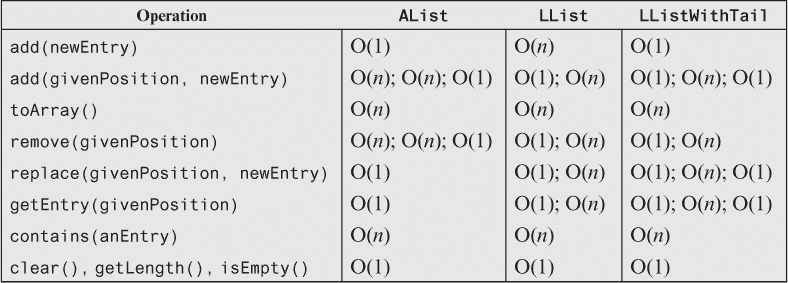 Operation AList LList LListWithTail
add(newEntry) O(1) O(n) O(1)
add(givenPosition, newEntry) O(n); O(n); O(1) O(1); O(n) O(1); O(n); O(1)
toArray() O(n) O(n) O(n)
remove(givenPosition) O(n); O(n); O(1) O(1); O(n) O(1); O(n)
replace(givenPosition, newEntry) O(1) O(1); O(n) O(1); O(n); O(1)
getEntry(givenPosition) O(1) O(1); O(n) O(1); O(n); O(1)
contains(anEntry) O(n) O(n) O(n)
clear(), getLength(), isEmpty() O(1) O(1) O(1)